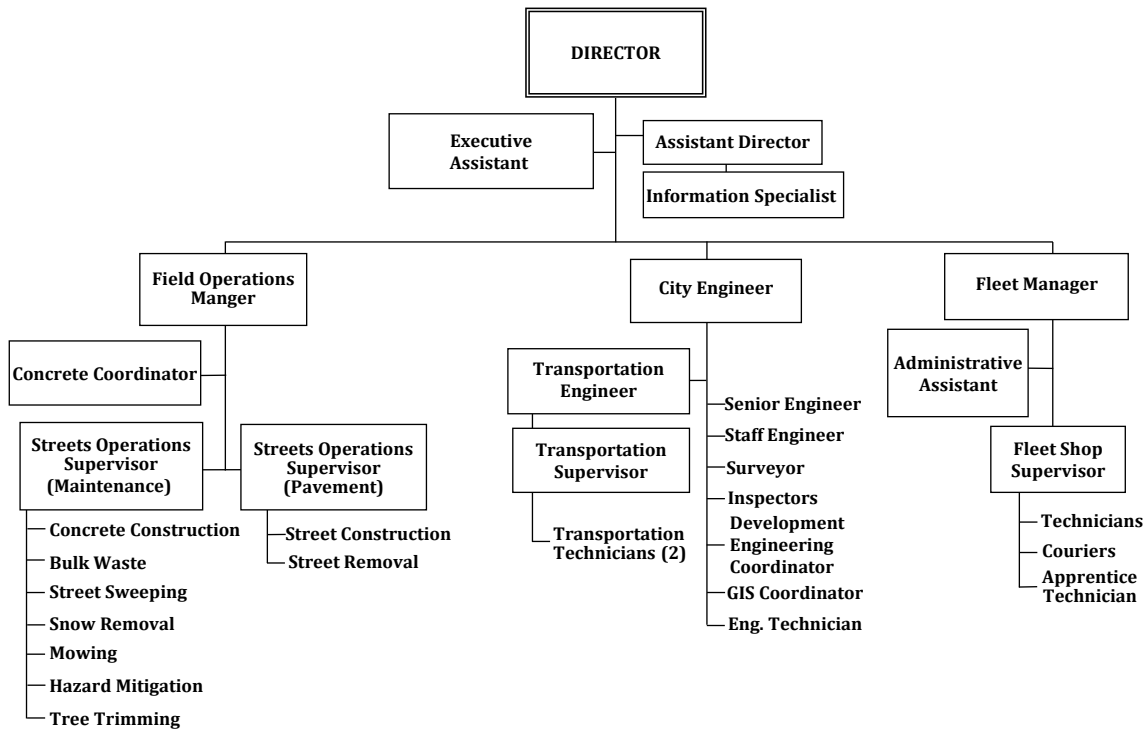 DIRECTOR
Executive
Assistant
Assistant Director
Information Specialist
Field Operations
Manger
City Engineer
Fleet Manager
Concrete Coordinator
Transportation
Engineer
Administrative
Assistant
Streets Operations
Supervisor
(Maintenance)
Streets Operations
Supervisor
(Pavement)
Transportation
Supervisor
Fleet Shop
Supervisor
Concrete Construction
Bulk Waste
Street Sweeping
Snow Removal
Mowing
Hazard Mitigation
Tree Trimming
Street Construction
Street Removal
Transportation
Technicians (2)
Senior Engineer
Staff Engineer
Surveyor
Inspectors
Development
Engineering
Coordinator
GIS Coordinator
Eng. Technician
Technicians
Couriers
Apprentice
Technician